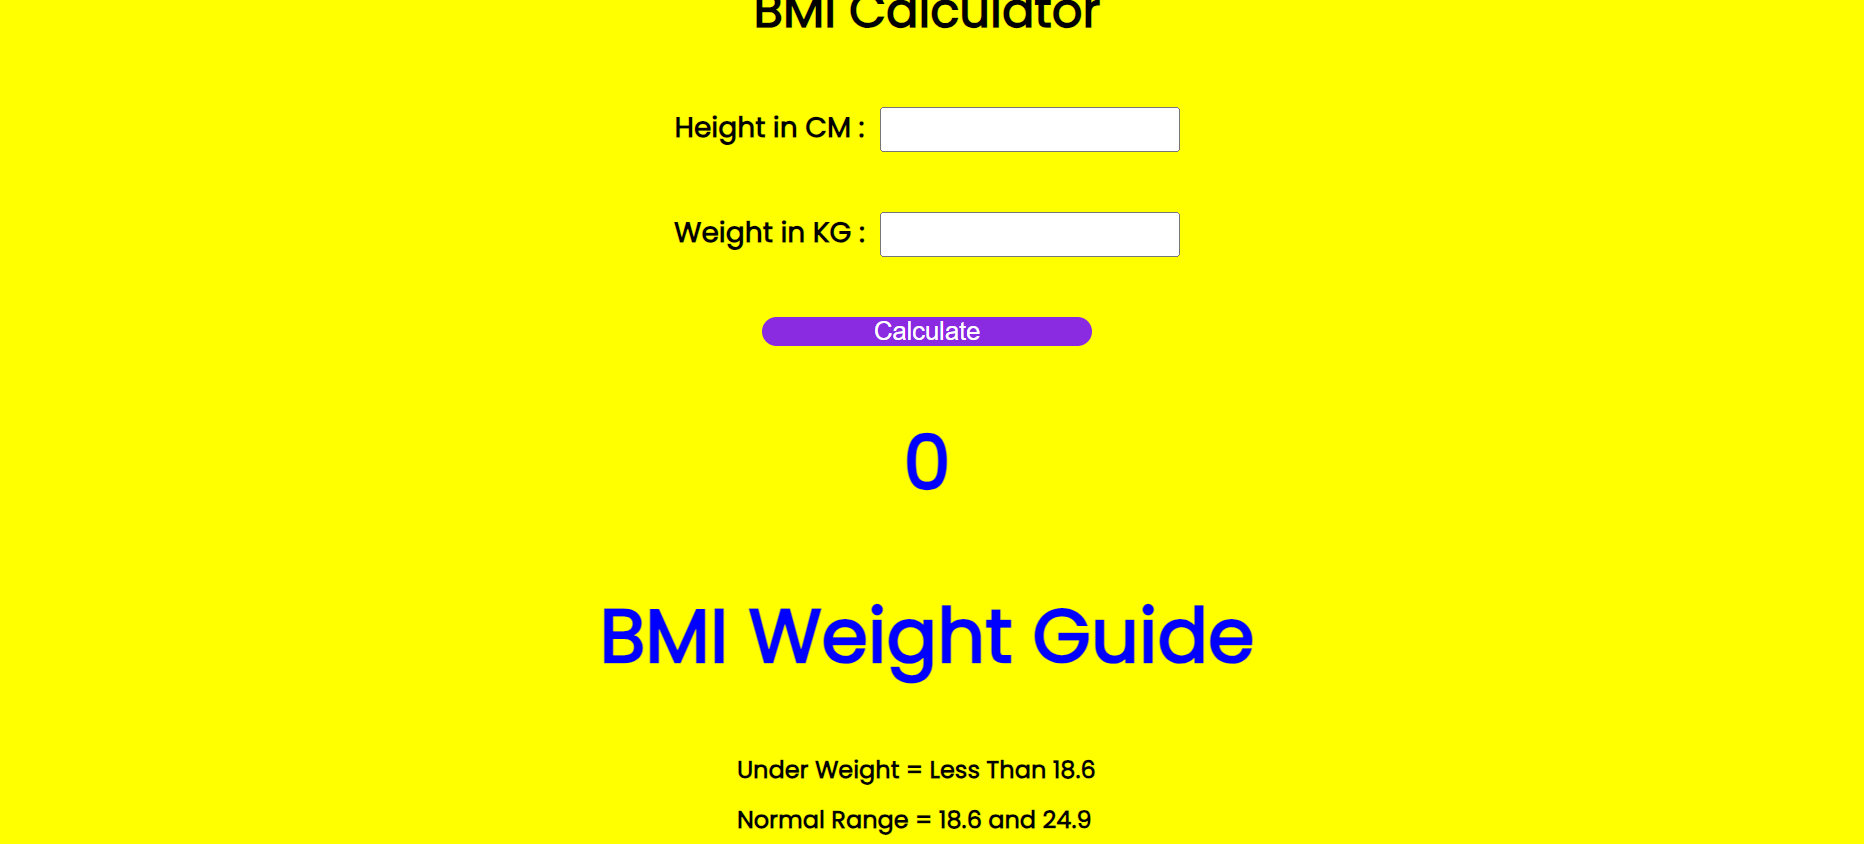 BMI Calculator
Height in CM :
Weight in KG :
Calculate
0
BMI Weight Guide
Under Weight = Less Than 18.6
Normal Range = 18.6 and 24.9